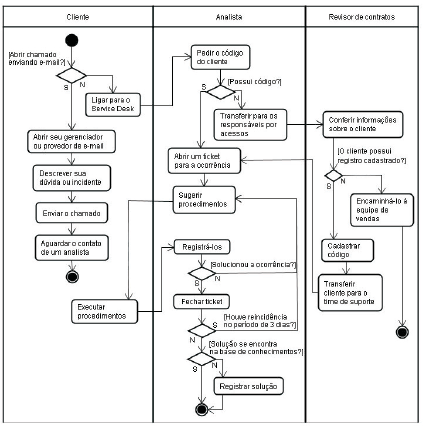 Cliente
Analista
Revisor de contratos
[Abrir chamado
enviando e-mail?]
S
N
Ligar para o
Service Desk
Abrir seu gerenciador
ou provedor de e-mail
Descrever sua
dúvida ou incidente
Enviar o chamado
Aguardar o contato
de um analista
Executar
procedimentos
Pedir o código
do cliente
[Possui código?]
S
N
Transferir para os
responsáveis por
acessos
Abrir um ticket
para a ocorrência
Sugerir
procedimentos
Registrá-los
[Solucionou a ocorrência?]
S
N
Fechar ticket
[Houve reincidência
no período de 3 dias?]
S
N
[Solução se encontra
na base de conhecimentos?]
S
N
Registrar solução
Conferir informações
sobre o cliente
[O cliente possui
registro cadastrado?]
S
N
Encaminhá-lo à
equipe de
vendas
Cadastrar
código
Transferir
cliente para o
time de suporte